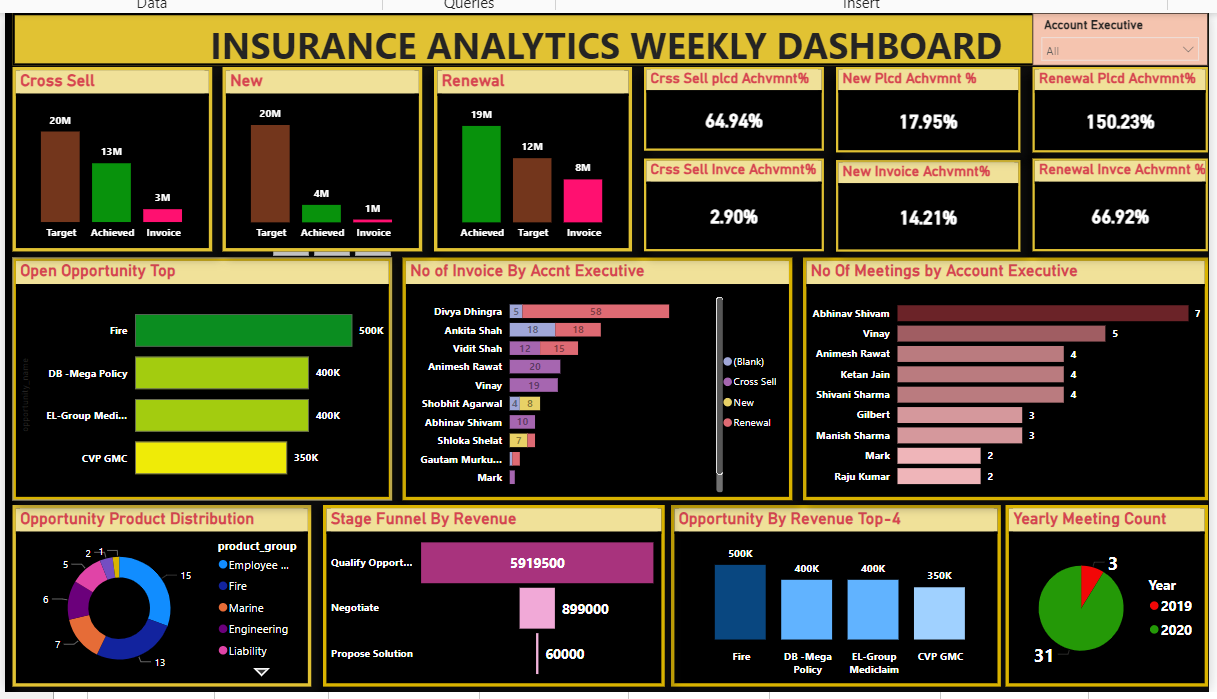 Data Queries Insert
INSURANCE ANALYTICS WEEKLY DASHBOARD
Account Executive
All
Cross Sell
20M
13M
3M
Target Achieved Invoice
New
20M
4M
1M
Target Achieved Invoice
Renewal
19M
12M
8M
Achieved Target Invoice
Crss Sell plcd Achvmnt%
64.94%
New Plcd Achvmnt %
17.95%
Renewal Plcd Achvmnt%
150.23%
Crss Sell Invce Achvmnt%
2.90%
New Invoice Achvmnt%
14.21%
Renewal Invce Achvmnt %
66.92%
Open Opportunity Top
opportunity_name
Fire 500K
DB -Mega Policy 400K
EL-Group Medi... 400K
CVP GMC 350K
No of Invoice By Accnt Executive
Divya Dhingra 5 58
Ankita Shah 18 18
Vidit Shah 12 15
Animesh Rawat 20
Vinay 19
Shobhit Agarwal 4 8
Abhinav Shivam 10
Shloka Shelat 7
Gautam Murku...
Mark
(Blank)
Cross Sell
New
Renewal
No Of Meetings by Account Executive
Abhinav Shivam 7
Vinay 5
Animesh Rawat 4
Ketan Jain 4
Shivani Sharma 4
Gilbert 3
Manish Sharma 3
Mark 2
Raju Kumar 2
Opportunity Product Distribution
15
13
7
6
5
2
1
product_group
Employee ...
Fire
Marine
Engineering
Liability
Stage Funnel By Revenue
Qualify Opport... 5919500
Negotiate 899000
Propose Solution 60000
Opportunity By Revenue Top-4
500K
400K
400K
350K
Fire
DB -Mega
Policy
EL-Group
Mediclaim
CVP GMC
Yearly Meeting Count
3
31
Year
2019
2020